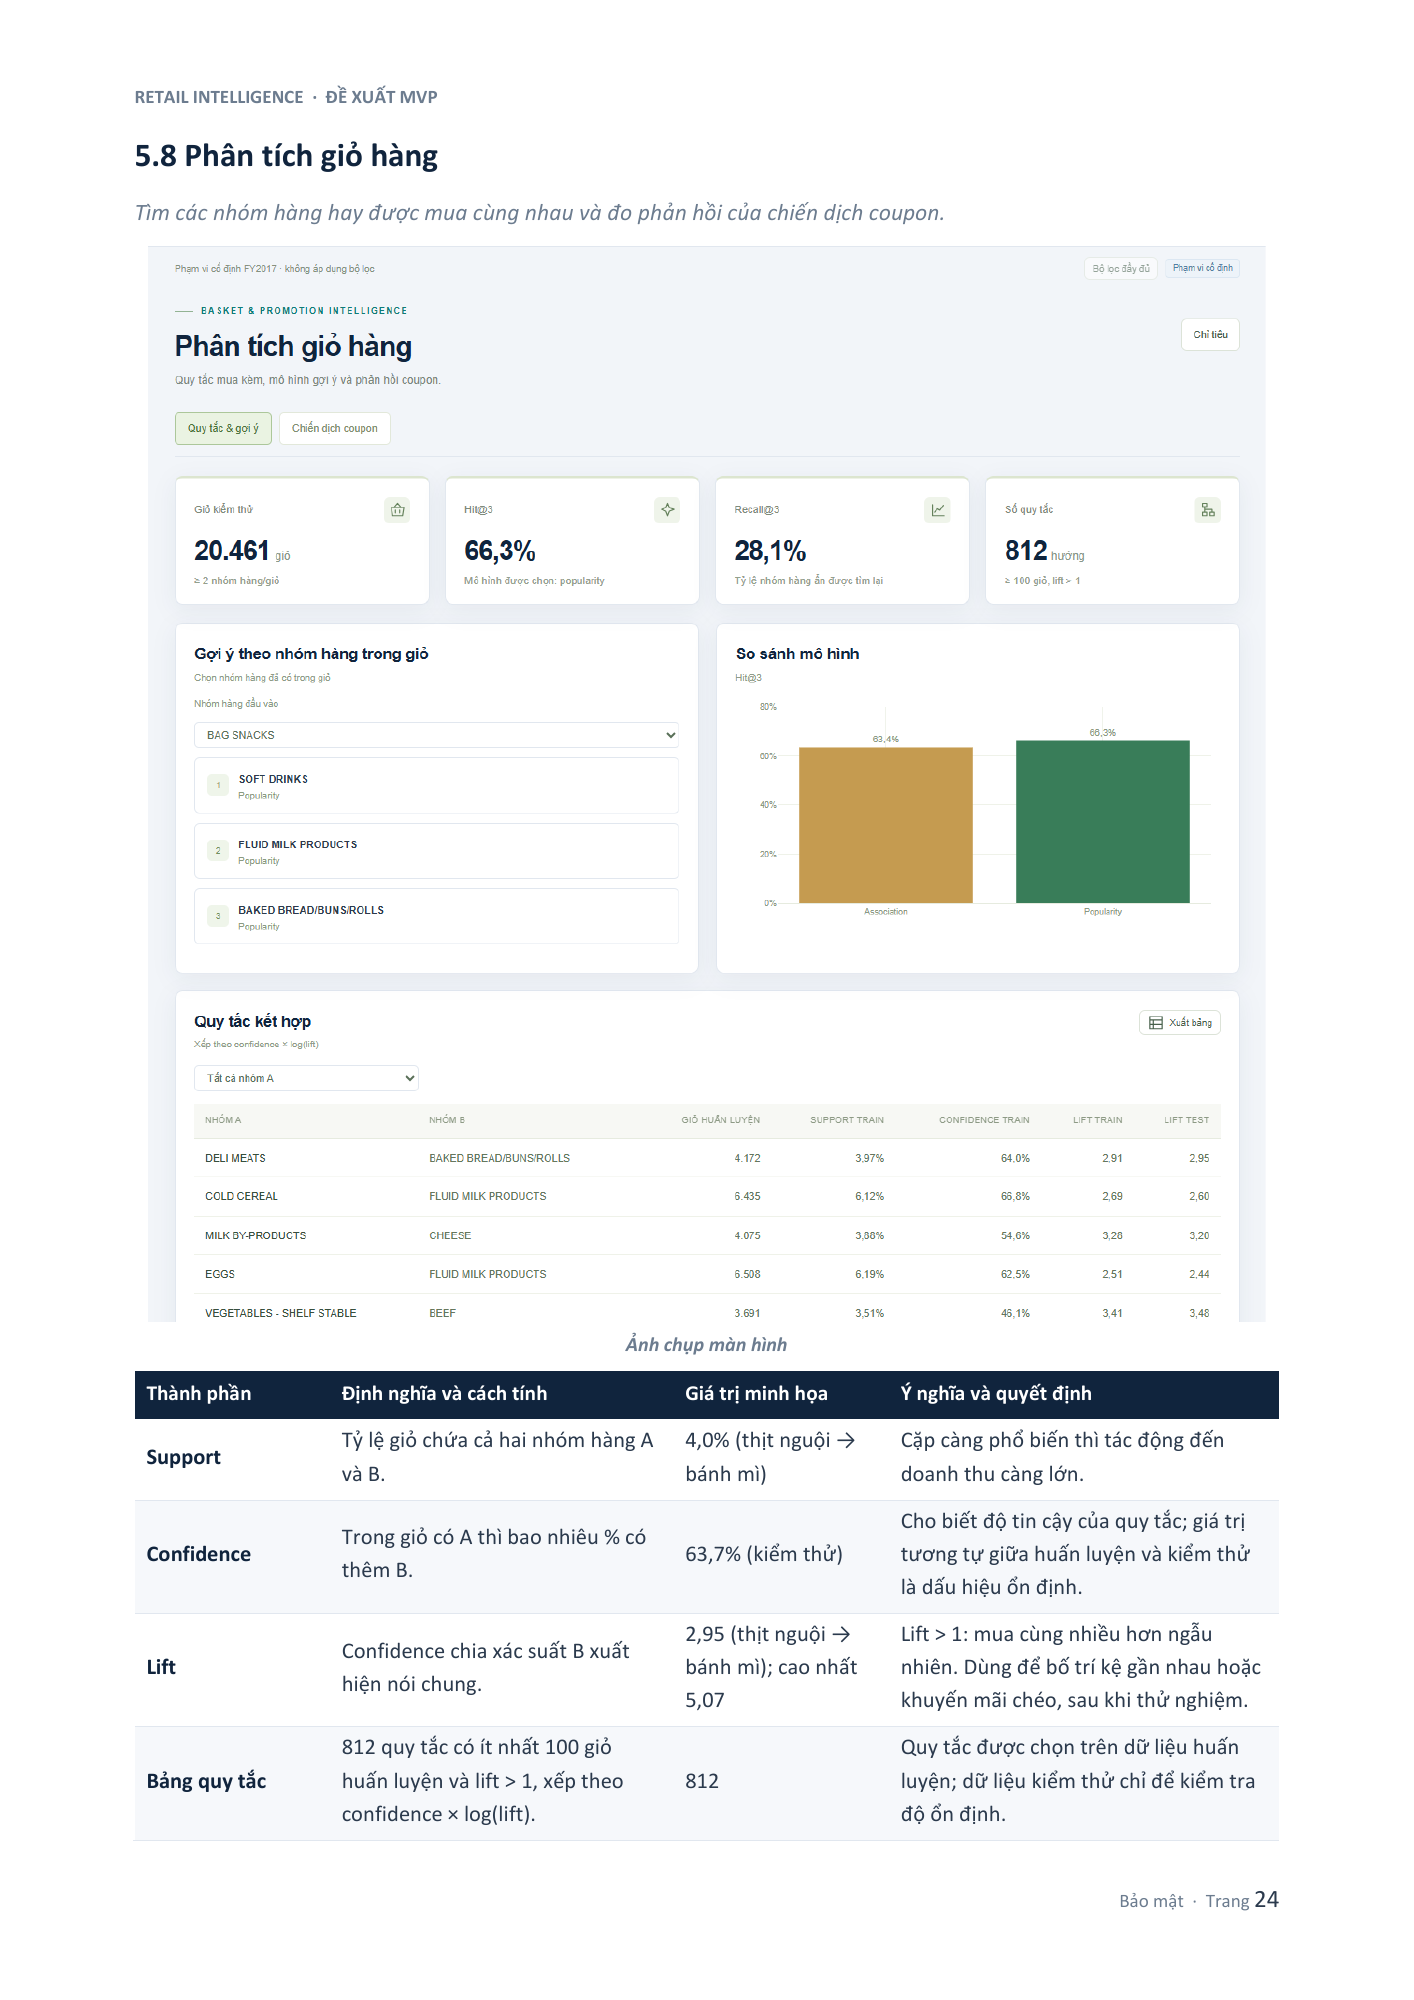 RETAIL INTELLIGENCE · ĐỀ XUẤT MVP
5.8 Phân tích giỏ hàng
Tìm các nhóm hàng hay được mua cùng nhau và đo phản hồi của chiến dịch coupon.
Phạm vi cố định FY2017 · không áp dụng bộ lọc
Bộ lọc đầy đủ
Phạm vi cố định
BASKET & PROMOTION INTELLIGENCE
Phân tích giỏ hàng
Chỉ tiêu
Quy tắc mua kèm, mô hình gợi ý và phản hồi coupon.
Quy tắc & gợi ý
Chiến dịch coupon
Giỏ kiểm thử
20.461 giỏ
≥ 2 nhóm hàng/giỏ
Hit@3
66,3%
Mô hình được chọn: popularity
Recall@3
28,1%
Tỷ lệ nhóm hàng ẩn được tìm lại
Số quy tắc
812 hướng
≥ 100 giỏ, lift > 1
Gợi ý theo nhóm hàng trong giỏ
Chọn nhóm hàng đã có trong giỏ
Nhóm hàng đầu vào
BAG SNACKS
1 SOFT DRINKS
Popularity
2 FLUID MILK PRODUCTS
Popularity
3 BAKED BREAD/BUNS/ROLLS
Popularity
So sánh mô hình
Hit@3
80%
60%
40%
20%
0%
63,4%
66,3%
Association
Popularity
Quy tắc kết hợp
Xuất bảng
Xếp theo confidence × log(lift)
Tất cả nhóm A
NHÓM A NHÓM B GIỎ HUẤN LUYỆN SUPPORT TRAIN CONFIDENCE TRAIN LIFT TRAIN LIFT TEST
DELI MEATS BAKED BREAD/BUNS/ROLLS 4.172 3,97% 64,0% 2,91 2,95
COLD CEREAL FLUID MILK PRODUCTS 6.435 6,12% 66,8% 2,69 2,60
MILK BY-PRODUCTS CHEESE 4.075 3,88% 54,6% 3,28 3,20
EGGS FLUID MILK PRODUCTS 6.508 6,19% 62,5% 2,51 2,44
VEGETABLES - SHELF STABLE BEEF 3.691 3,51% 46,1% 3,41 3,48
Ảnh chụp màn hình
Thành phần Định nghĩa và cách tính Giá trị minh họa Ý nghĩa và quyết định
Support
Tỷ lệ giỏ chứa cả hai nhóm hàng A
và B.
4,0% (thịt nguội →
bánh mì)
Cặp càng phổ biến thì tác động đến
doanh thu càng lớn.
Confidence
Trong giỏ có A thì bao nhiêu % có
thêm B.
63,7% (kiểm thử)
Cho biết độ tin cậy của quy tắc; giá trị
tương tự giữa huấn luyện và kiểm thử
là dấu hiệu ổn định.
Lift
Confidence chia xác suất B xuất
hiện nói chung.
2,95 (thịt nguội →
bánh mì); cao nhất
5,07
Lift > 1: mua cùng nhiều hơn ngẫu
nhiên. Dùng để bố trí kệ gần nhau hoặc
khuyến mãi chéo, sau khi thử nghiệm.
Bảng quy tắc
812 quy tắc có ít nhất 100 giỏ
huấn luyện và lift > 1, xếp theo
confidence × log(lift).
812
Quy tắc được chọn trên dữ liệu huấn
luyện; dữ liệu kiểm thử chỉ để kiểm tra
độ ổn định.
Bảo mật · Trang 24